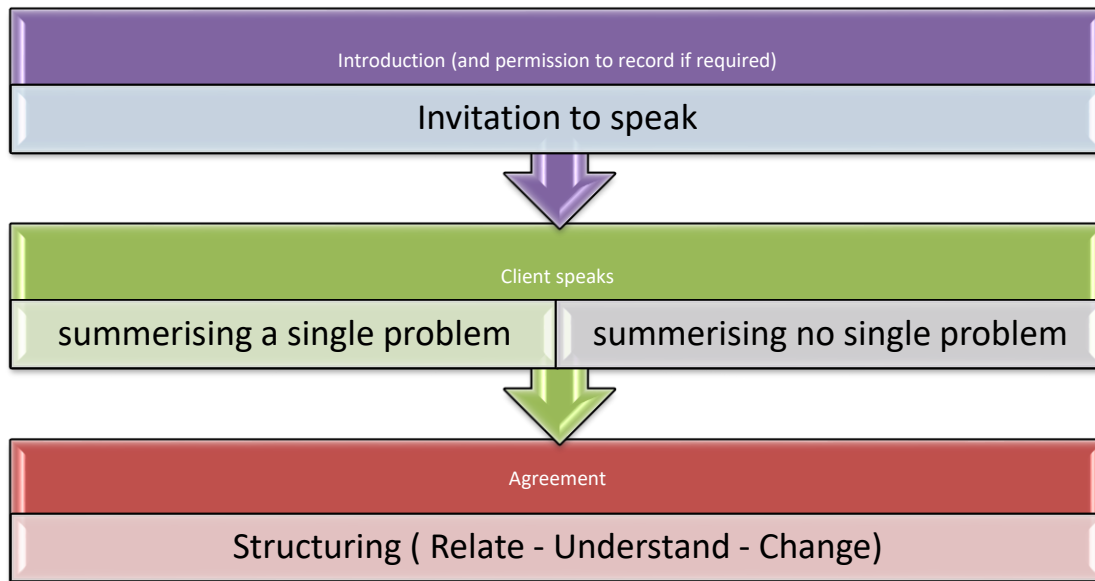 Introduction (and permission to record if required)
Invitation to speak
Client speaks
summerising a single problem
summerising no single problem
Agreement
Structuring ( Relate - Understand - Change)